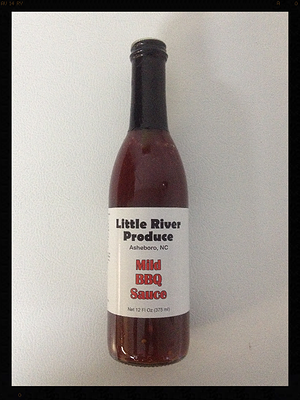 Little River
Produce
Asheboro, NC
Mild
BBQ
Sauce
Net 12 Fl Oz (375 ml)